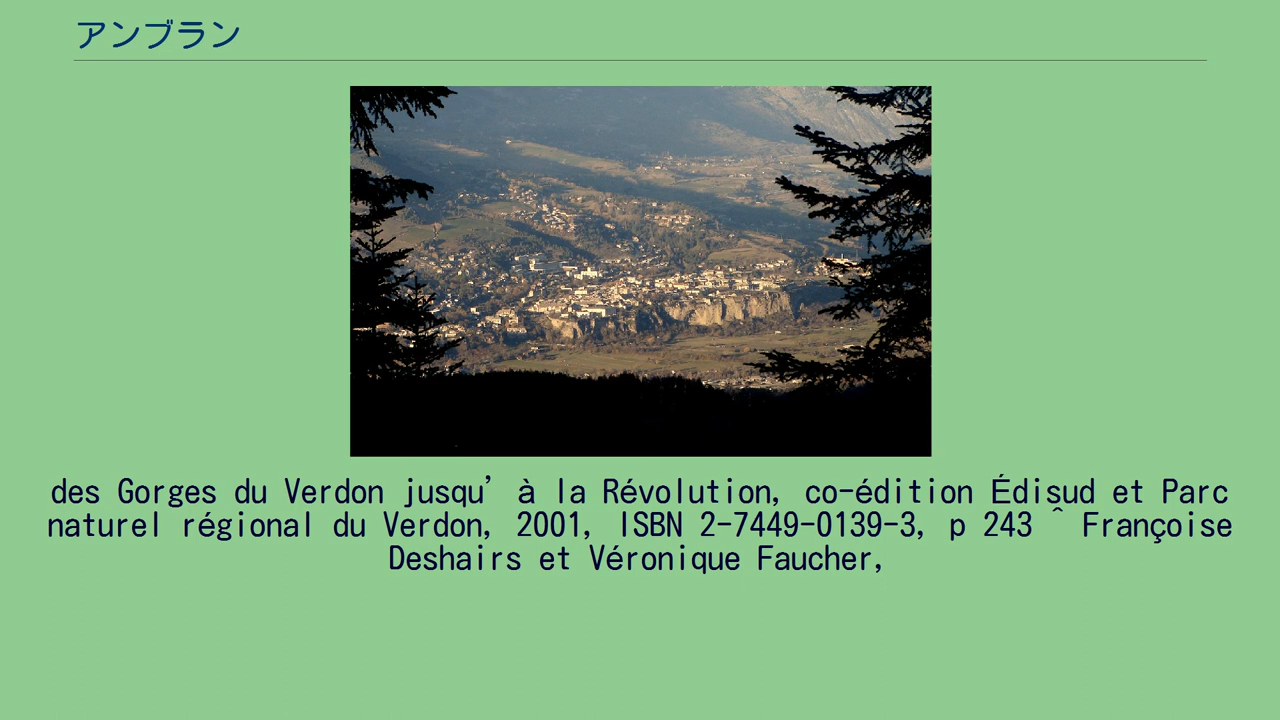 アンブラン
des Gorges du Verdon jusqu’à la Révolution, co-édition Édisud et Parc
naturel régional du Verdon, 2001, ISBN 2-7449-0139-3, p 243 ^ Françoise
Deshairs et Véronique Faucher,